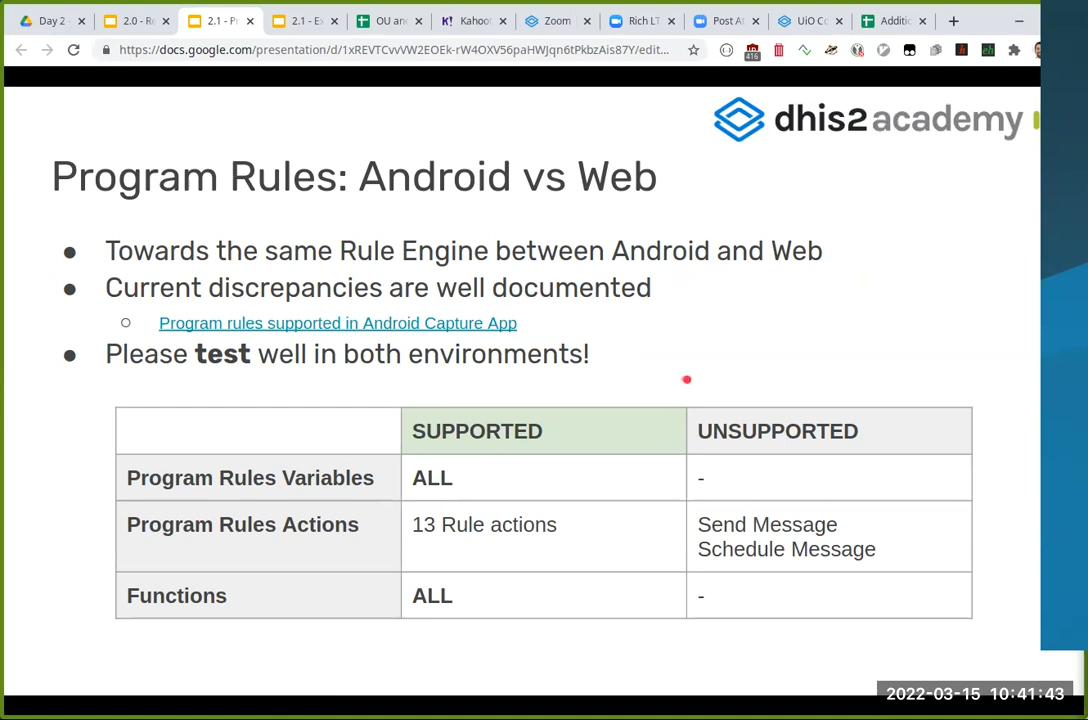 Day 2 -
2.0 - Re
2.1 - P
2.1 - E
OU an
Kahoo
Zoom
Rich LT
Post A
UiO Co
Additi
https://docs.google.com/presentation/d/1xREVTCvvVW2EOEk-rW4OXV56paHWJqn6tPkbzAis87Y/edit...
416
dhis2academy
Program Rules: Android vs Web
● Towards the same Rule Engine between Android and Web
● Current discrepancies are well documented
○ Program rules supported in Android Capture App
● Please test well in both environments!
SUPPORTED UNSUPPORTED
Program Rules Variables ALL -
Program Rules Actions 13 Rule actions Send Message
Schedule Message
Functions ALL -
2022-03-15 10:41:43